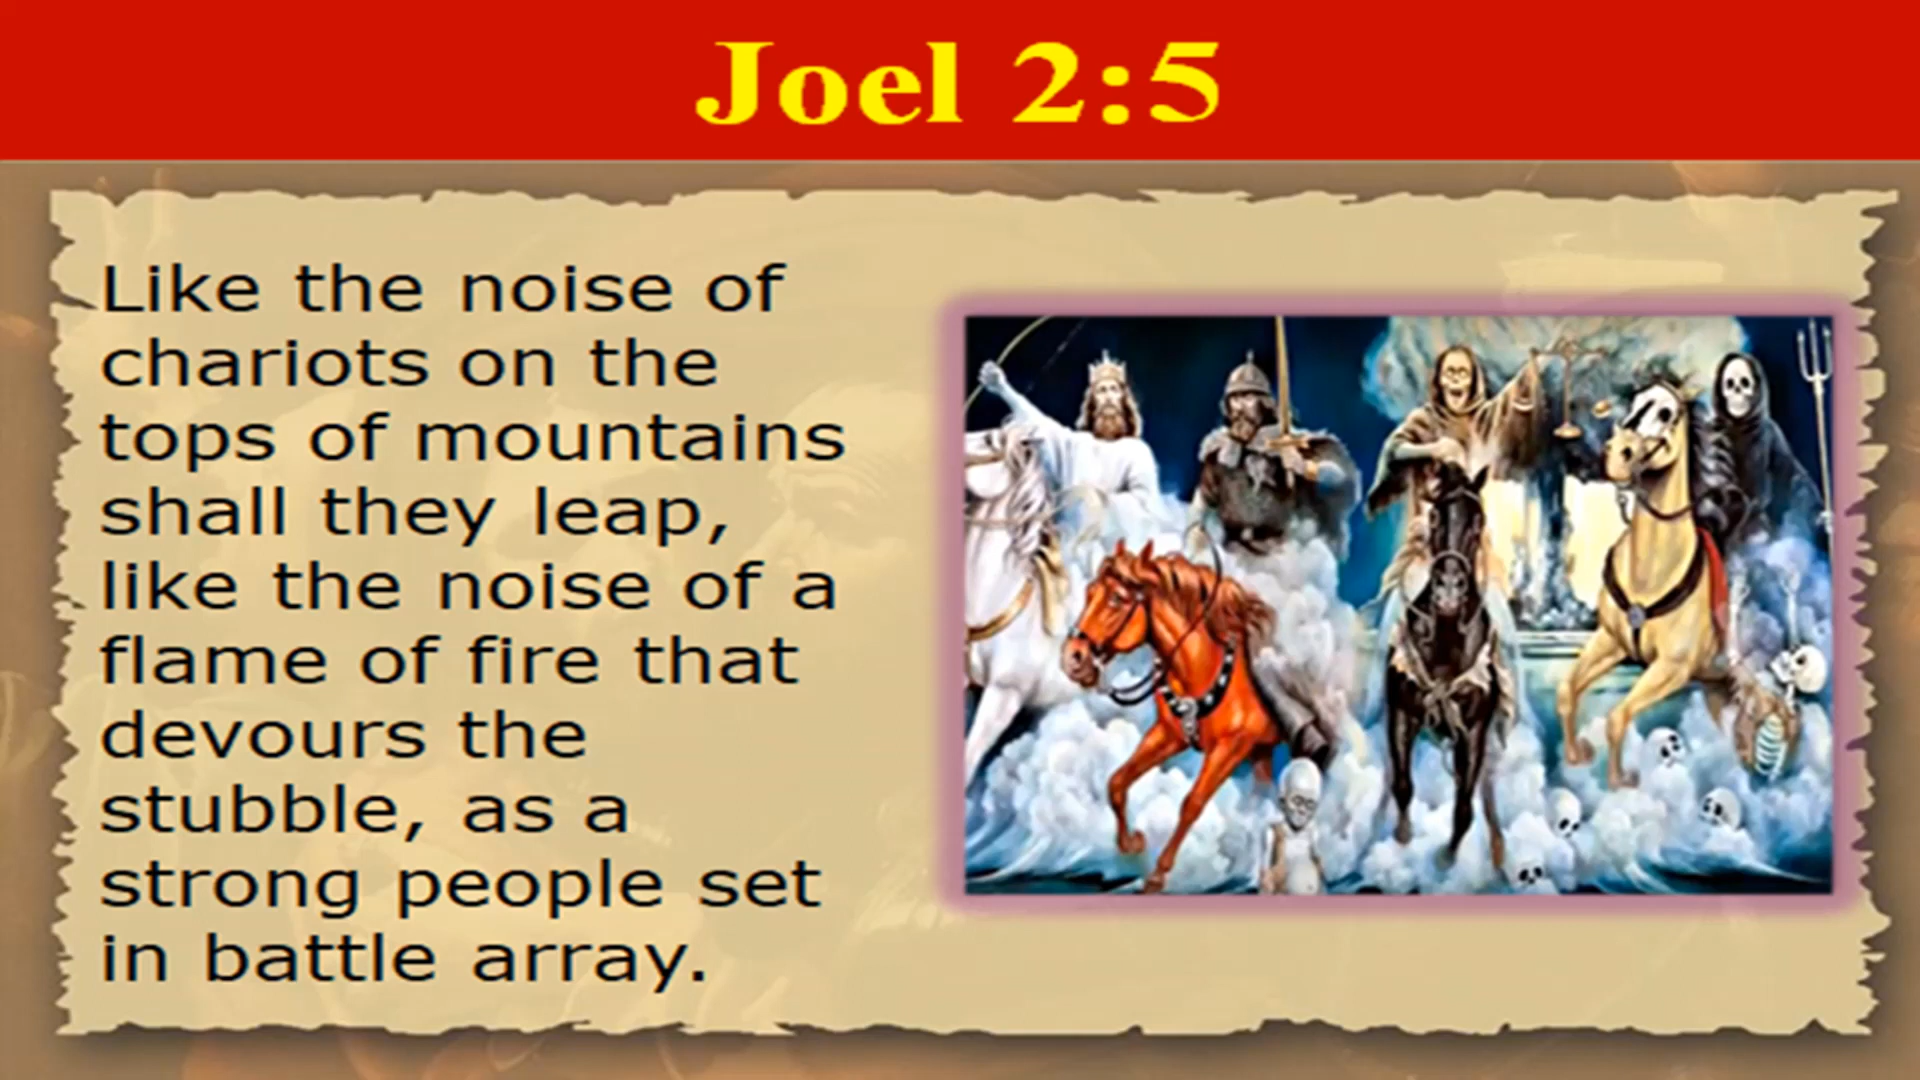 Joel 2:5
Like the noise of
chariots on the
tops of mountains
shall they leap,
like the noise of a
flame of fire that
devours the
stubble, as a
strong people set
in battle array.